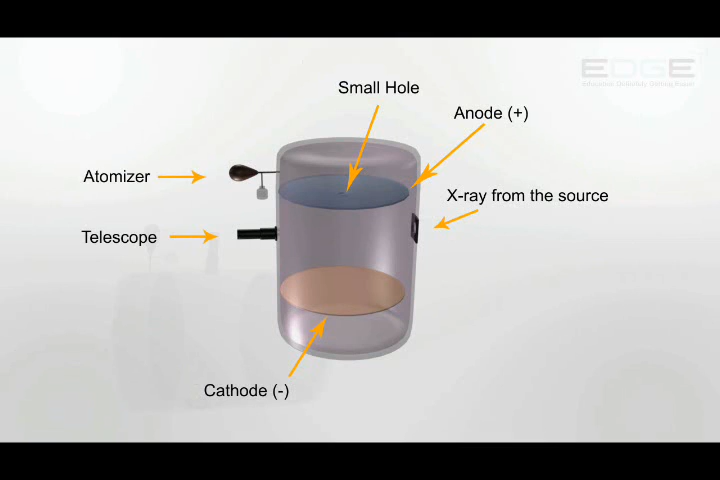 EDGE
Small Hole
Anode (+)
Atomizer
X-ray from the source
Telescope
Cathode (-)